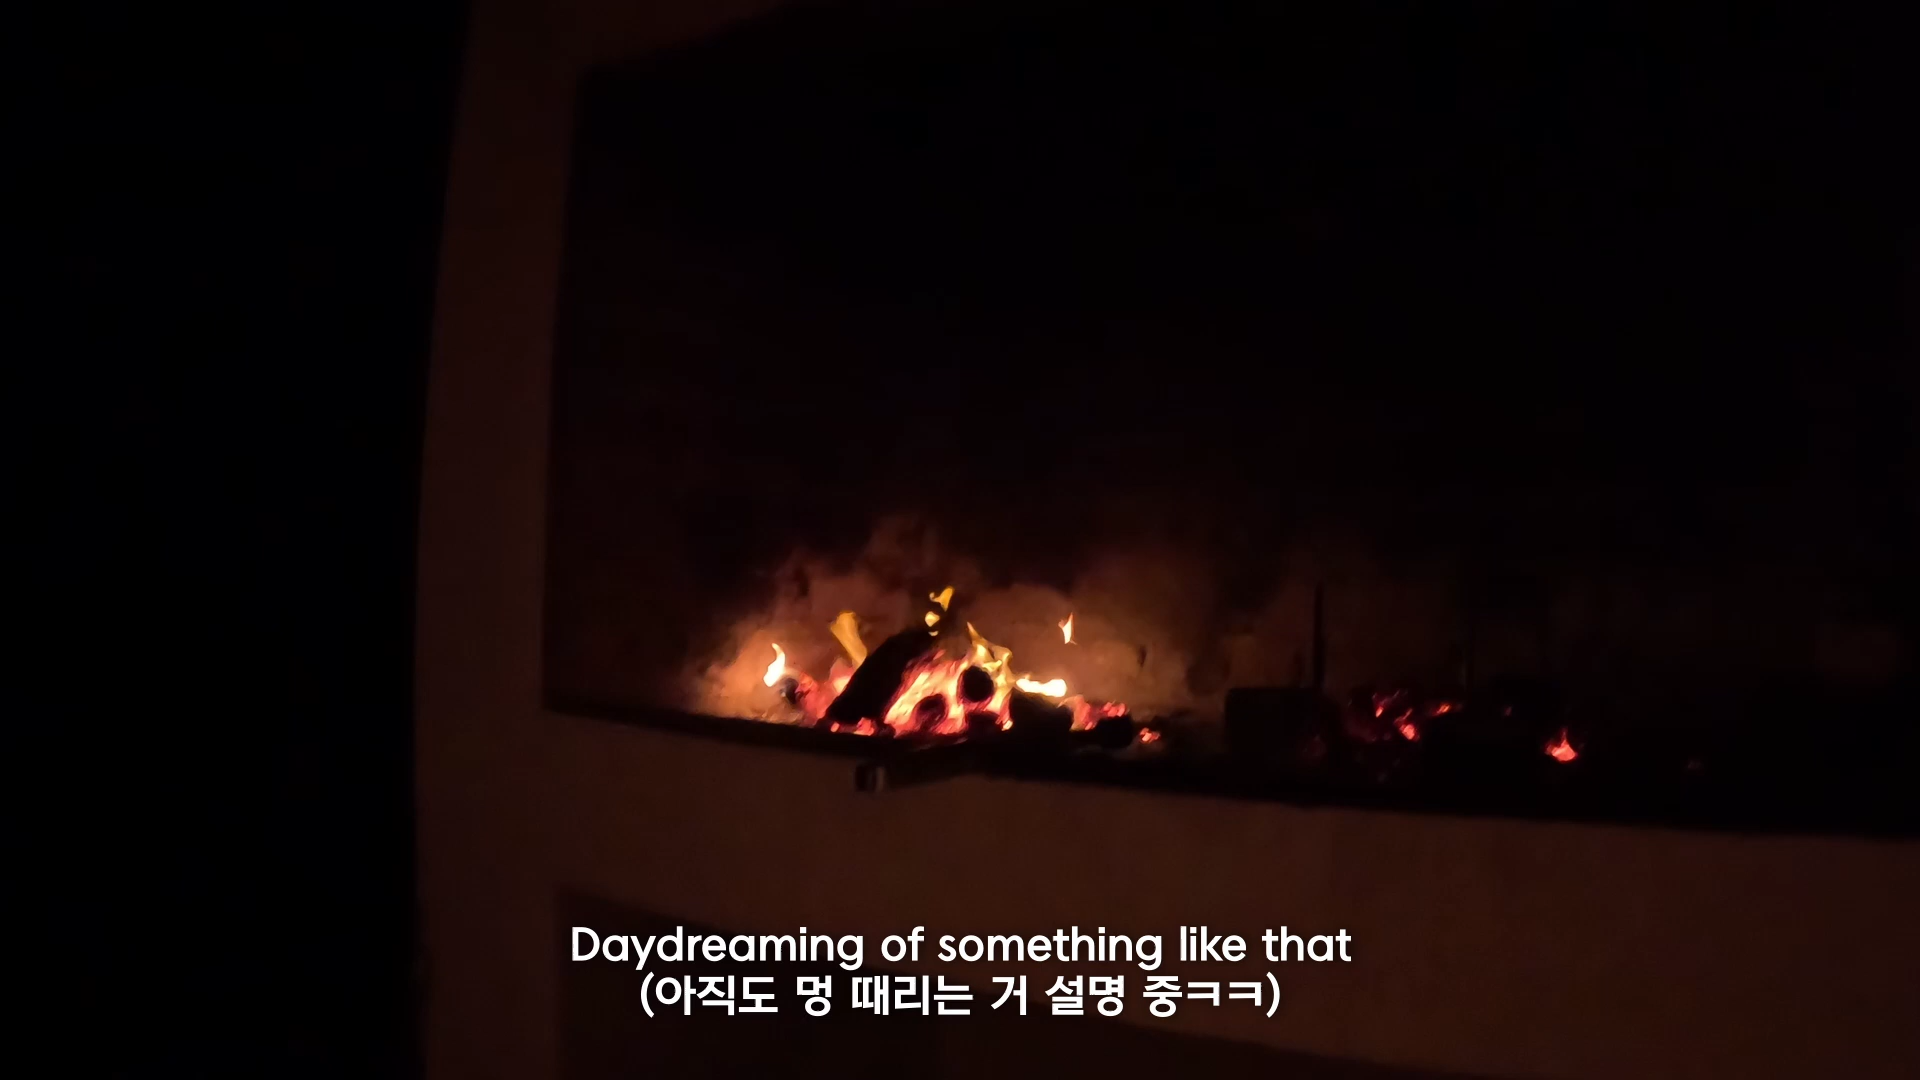 Daydreaming of something like that
(아직도 멍 때리는 거 설명 중ㅋㅋ)